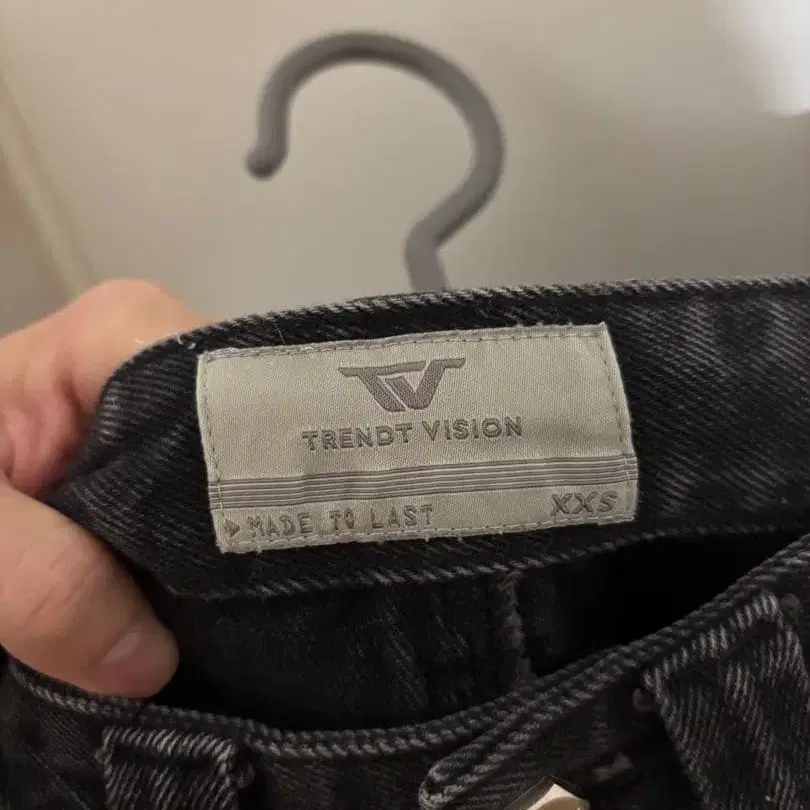 TV
TRENDT VISION
▶ MADE TO LAST XXS